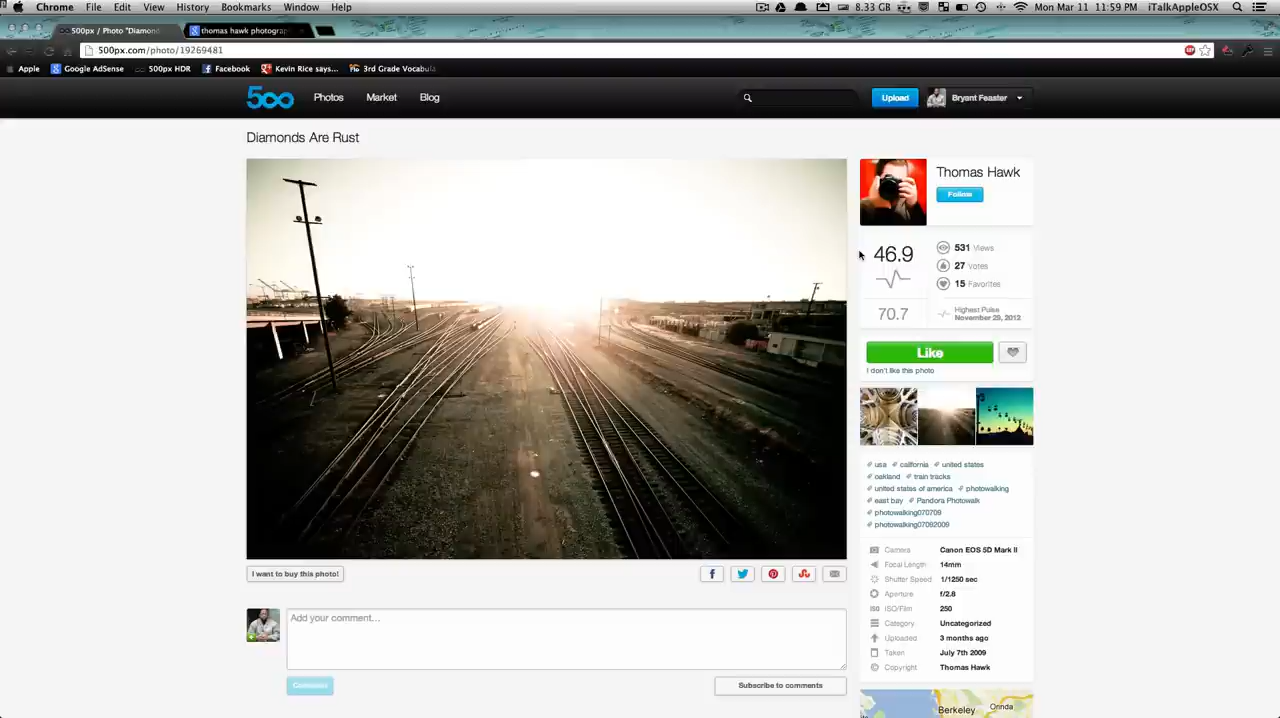 Chrome File Edit View History Bookmarks Window Help 8.33 GB Mon Mar 11 11:59 PM iTalkAppleOSX
500px / Photo "Diamond thomas hawk photograp
500px.com/photo/19269481
Apple Google AdSense 500px HDR Facebook Kevin Rice says... 3rd Grade Vocabula
500 Photos Market Blog Upload Bryant Feaster
Diamonds Are Rust
Thomas Hawk
Follow
46.9
531 Views
27 Votes
15 Favorites
70.7
Highest Pulse
November 29, 2012
Like
I don't like this photo
usa california united states
oakland train tracks
united states of america photowalking
east bay Pandora Photowalk
photowalking070709
photowalking07092009
Camera Canon EOS 5D Mark II
Focal Length 14mm
Shutter Speed 1/1250 sec
Aperture f/2.8
ISO/Film 250
Category Uncategorized
Uploaded 3 months ago
Taken July 7th 2009
Copyright Thomas Hawk
Berkeley Orinda
I want to buy this photo!
Add your comment...
Comment
Subscribe to comments